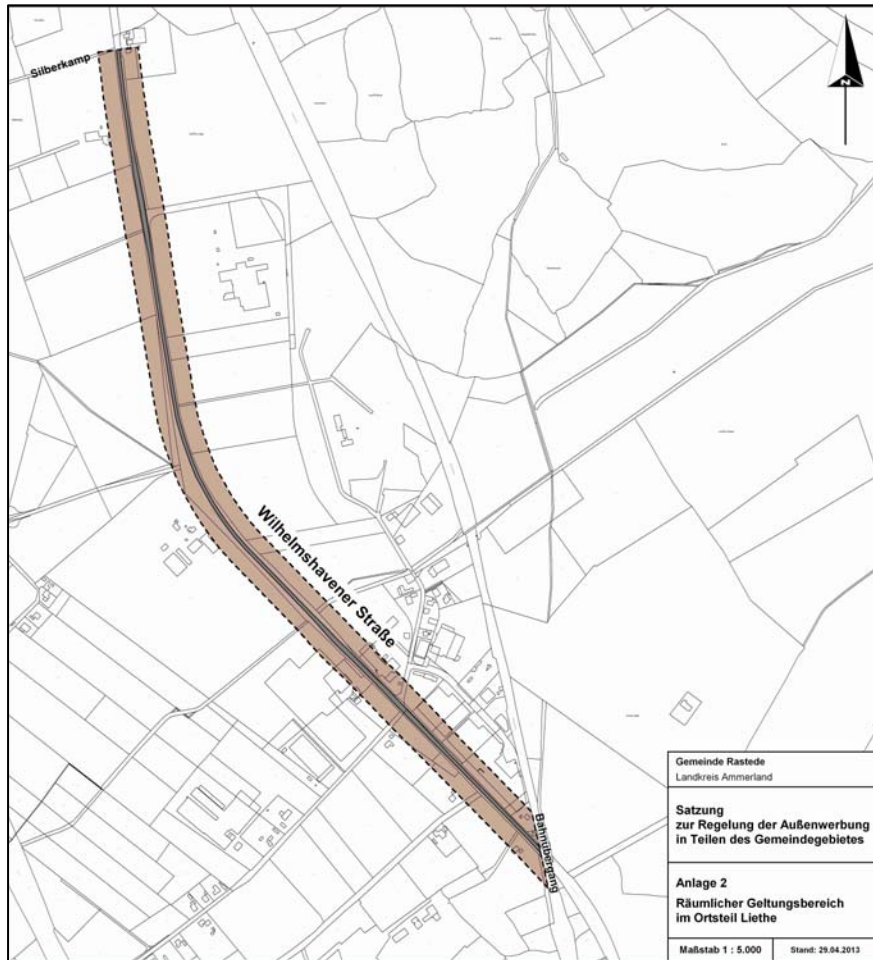 Silberkamp
N
Wilhelmshavener Straße
Bahnübergang
Gemeinde Rastede
Landkreis Ammerland
Satzung
zur Regelung der Außenwerbung
in Teilen des Gemeindegebietes
Anlage 2
Räumlicher Geltungsbereich
im Ortsteil Liethe
Maßstab 1 : 5.000
Stand: 29.04.2013